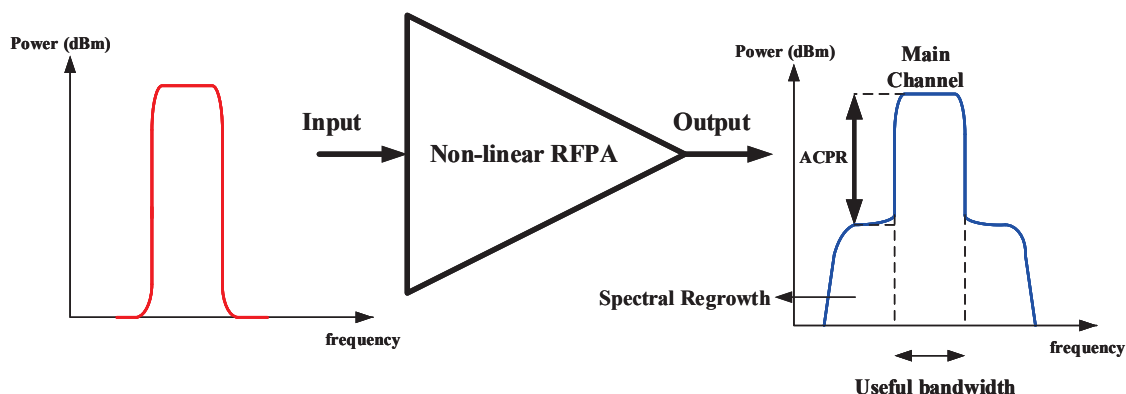 Power (dBm)
frequency
Input
Non-linear RFPA
Output
Power (dBm)
Main
Channel
ACPR
Spectral Regrowth
frequency
Useful bandwidth